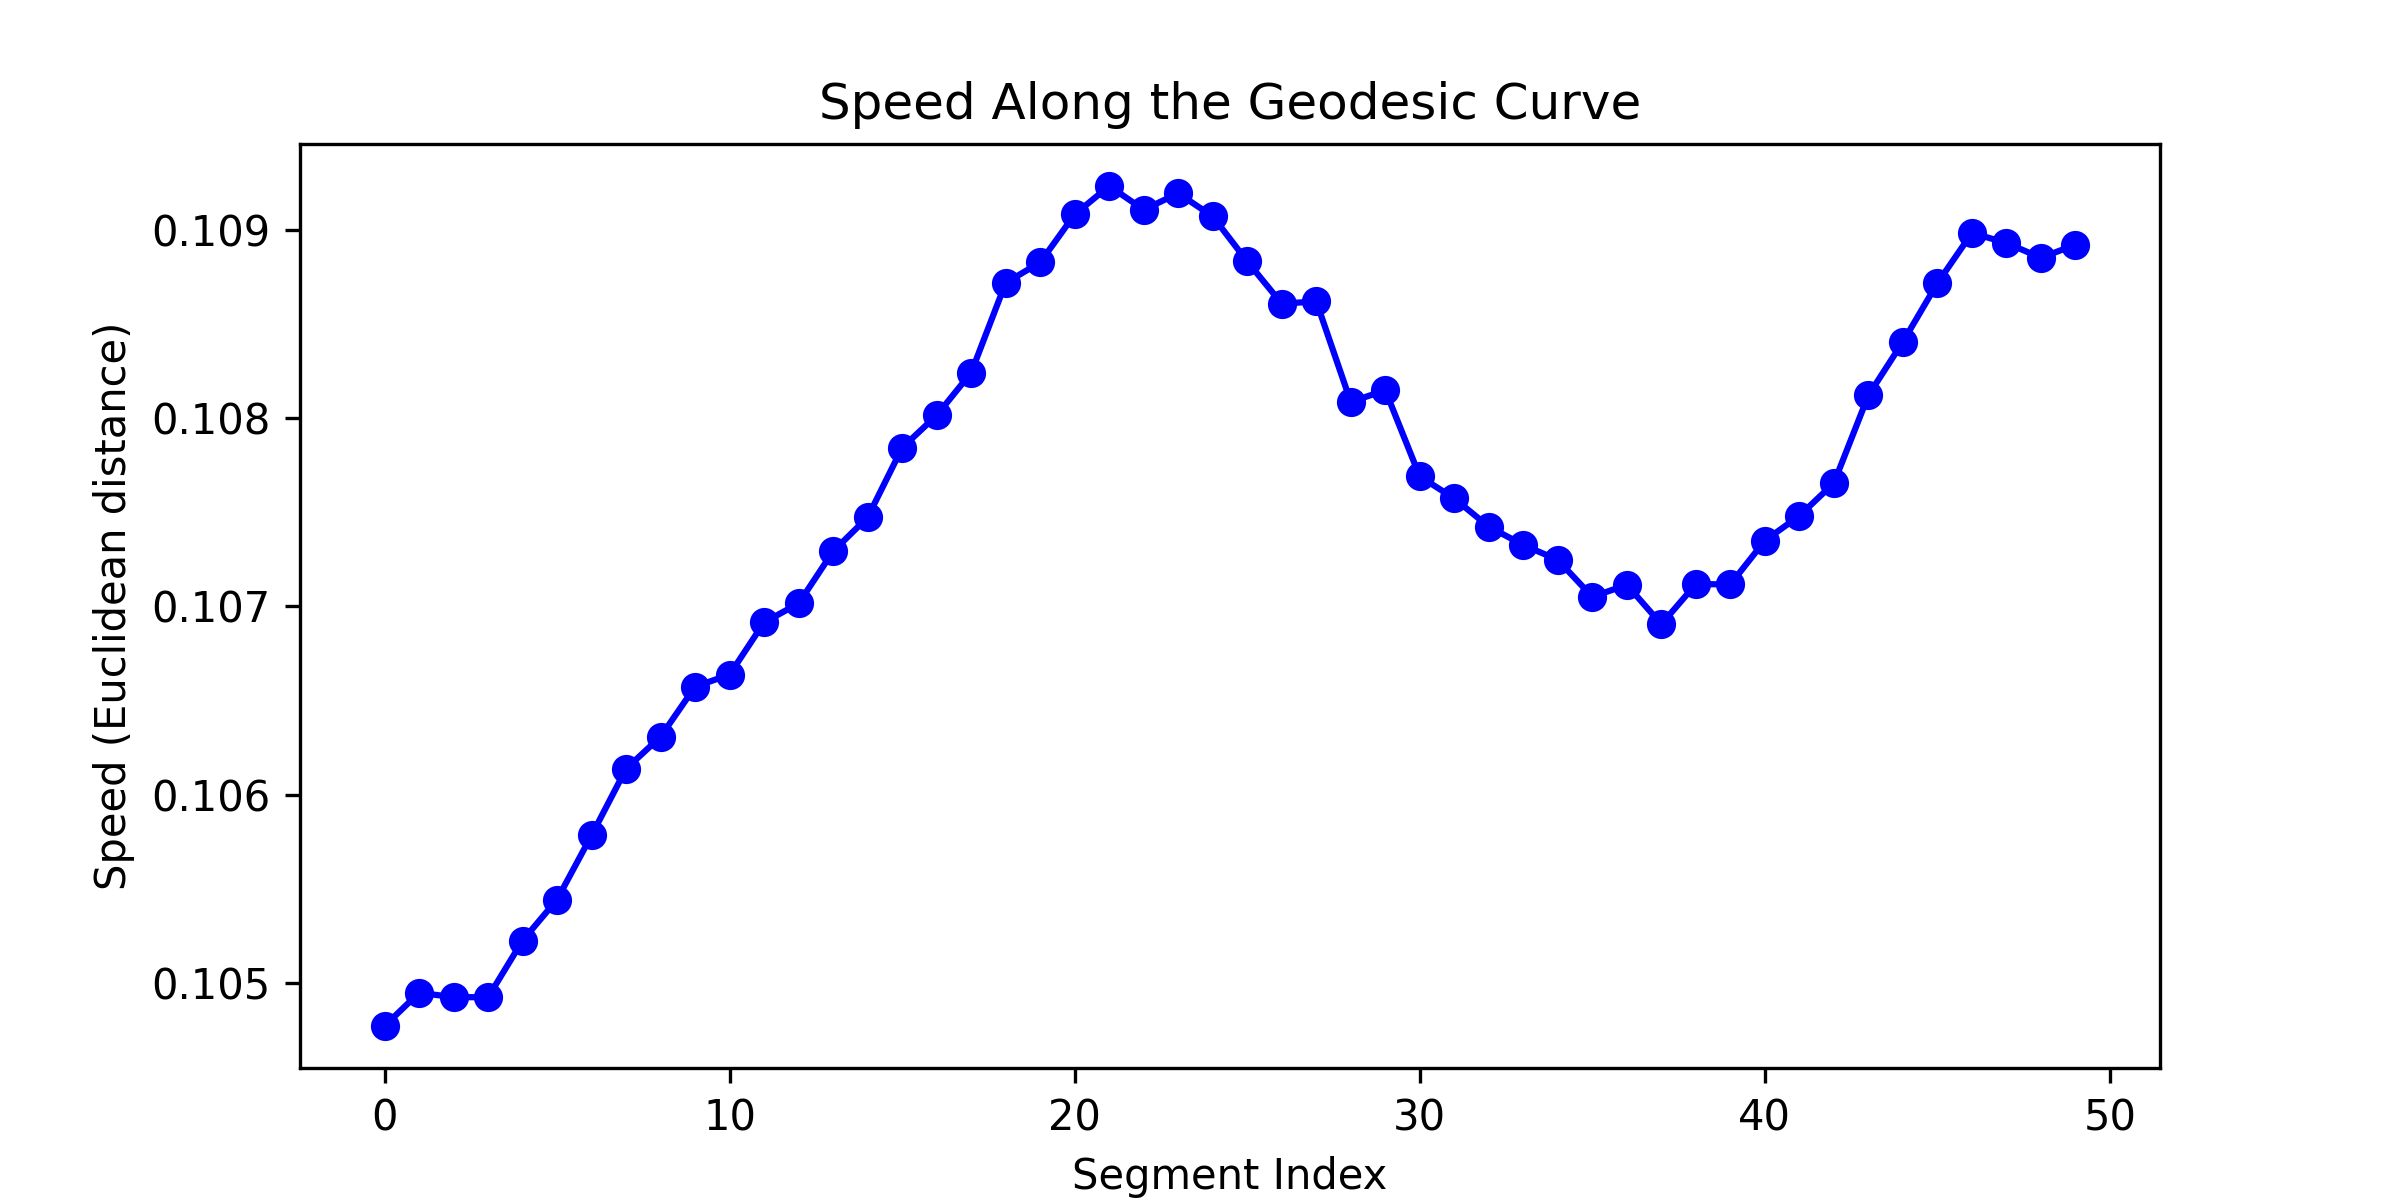 Speed Along the Geodesic Curve
Speed (Euclidean distance)
0.109
0.108
0.107
0.106
0.105
0 10 20 30 40 50
Segment Index